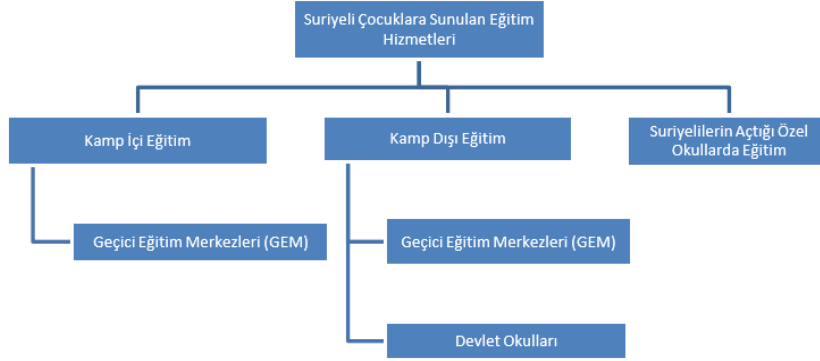 Suriyeli Çocuklara Sunulan Eğitim
Hizmetleri
Kamp İçi Eğitim
Kamp Dışı Eğitim
Suriyelilerin Açtığı Özel
Okullarda Eğitim
Geçici Eğitim Merkezleri (GEM)
Geçici Eğitim Merkezleri (GEM)
Devlet Okulları